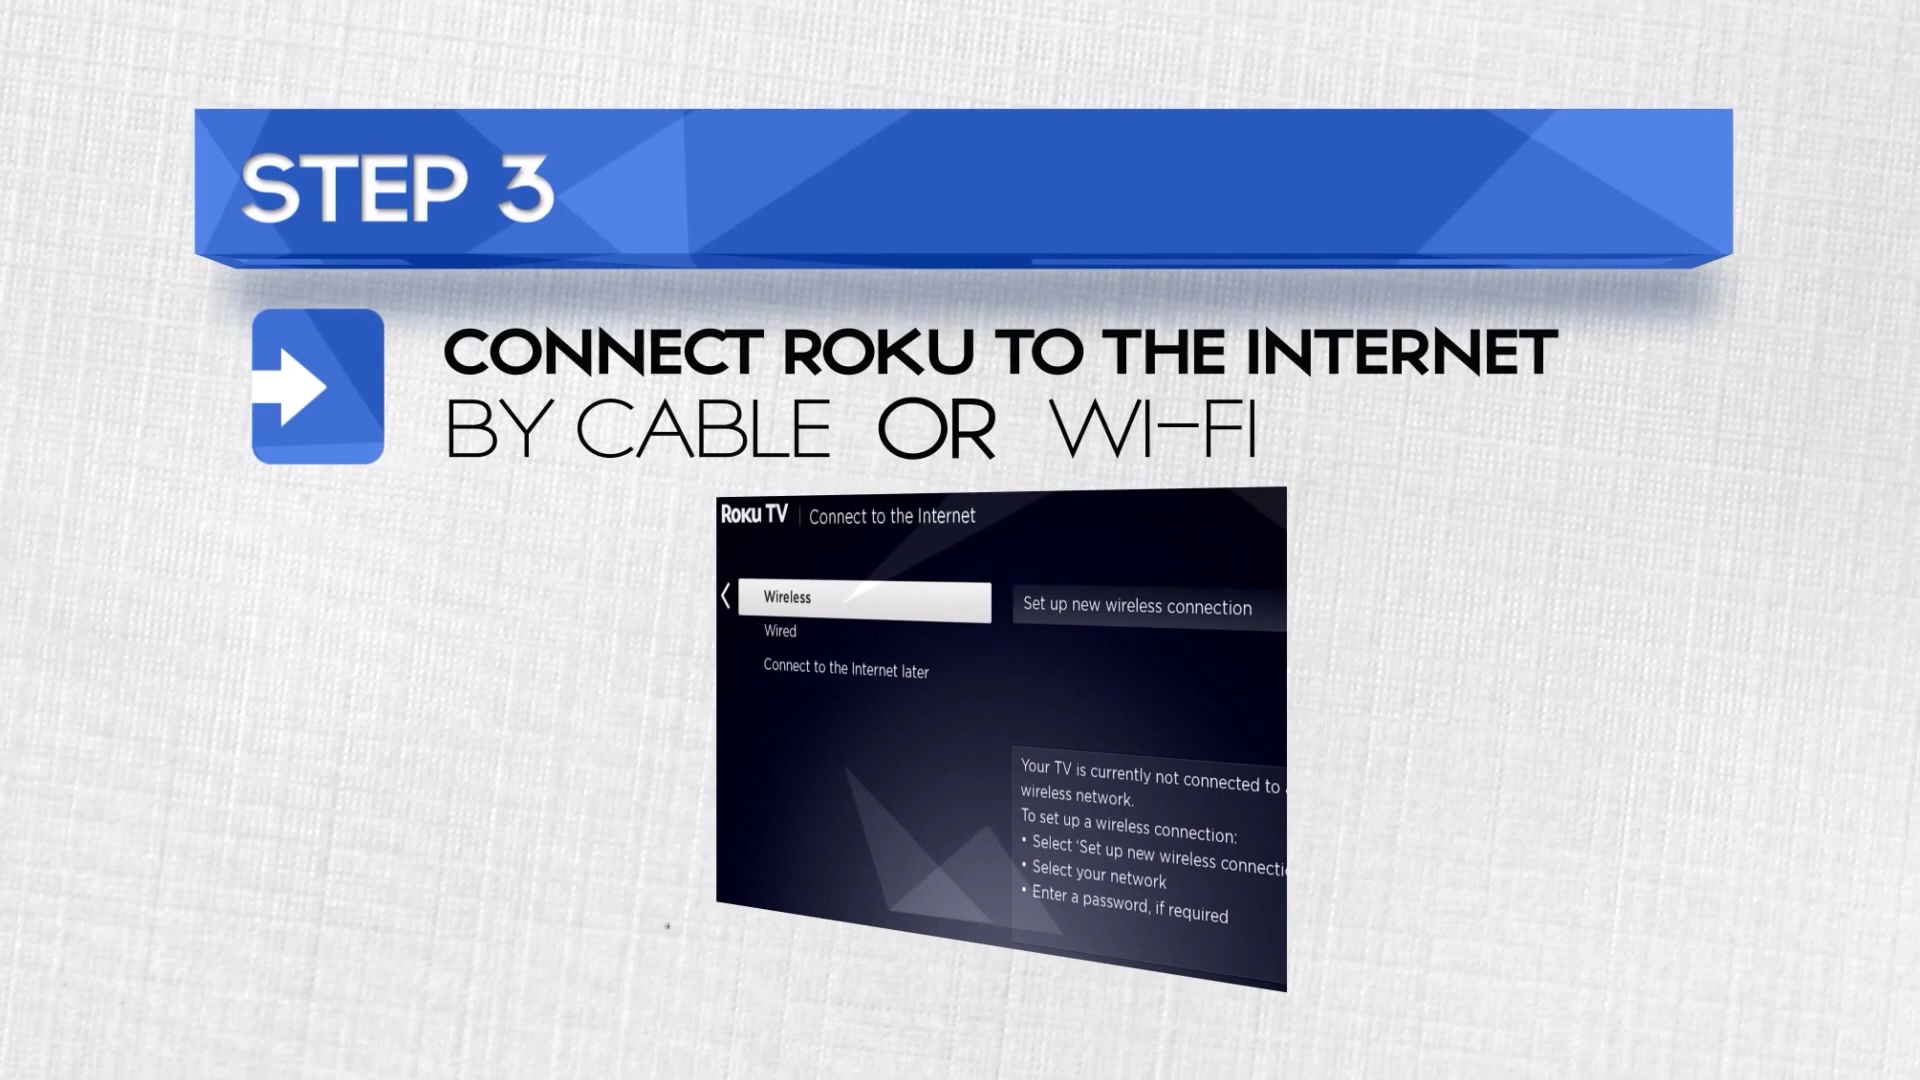 STEP 3
CONNECT ROKU TO THE INTERNET
BY CABLE OR WI-FI
Roku TV | Connect to the Internet
Wireless
Set up new wireless connection
Wired
Connect to the Internet later
Your TV is currently not connected to
wireless network.
To set up a wireless connection:
• Select 'Set up new wireless connecti
• Select your network
• Enter a password, if required